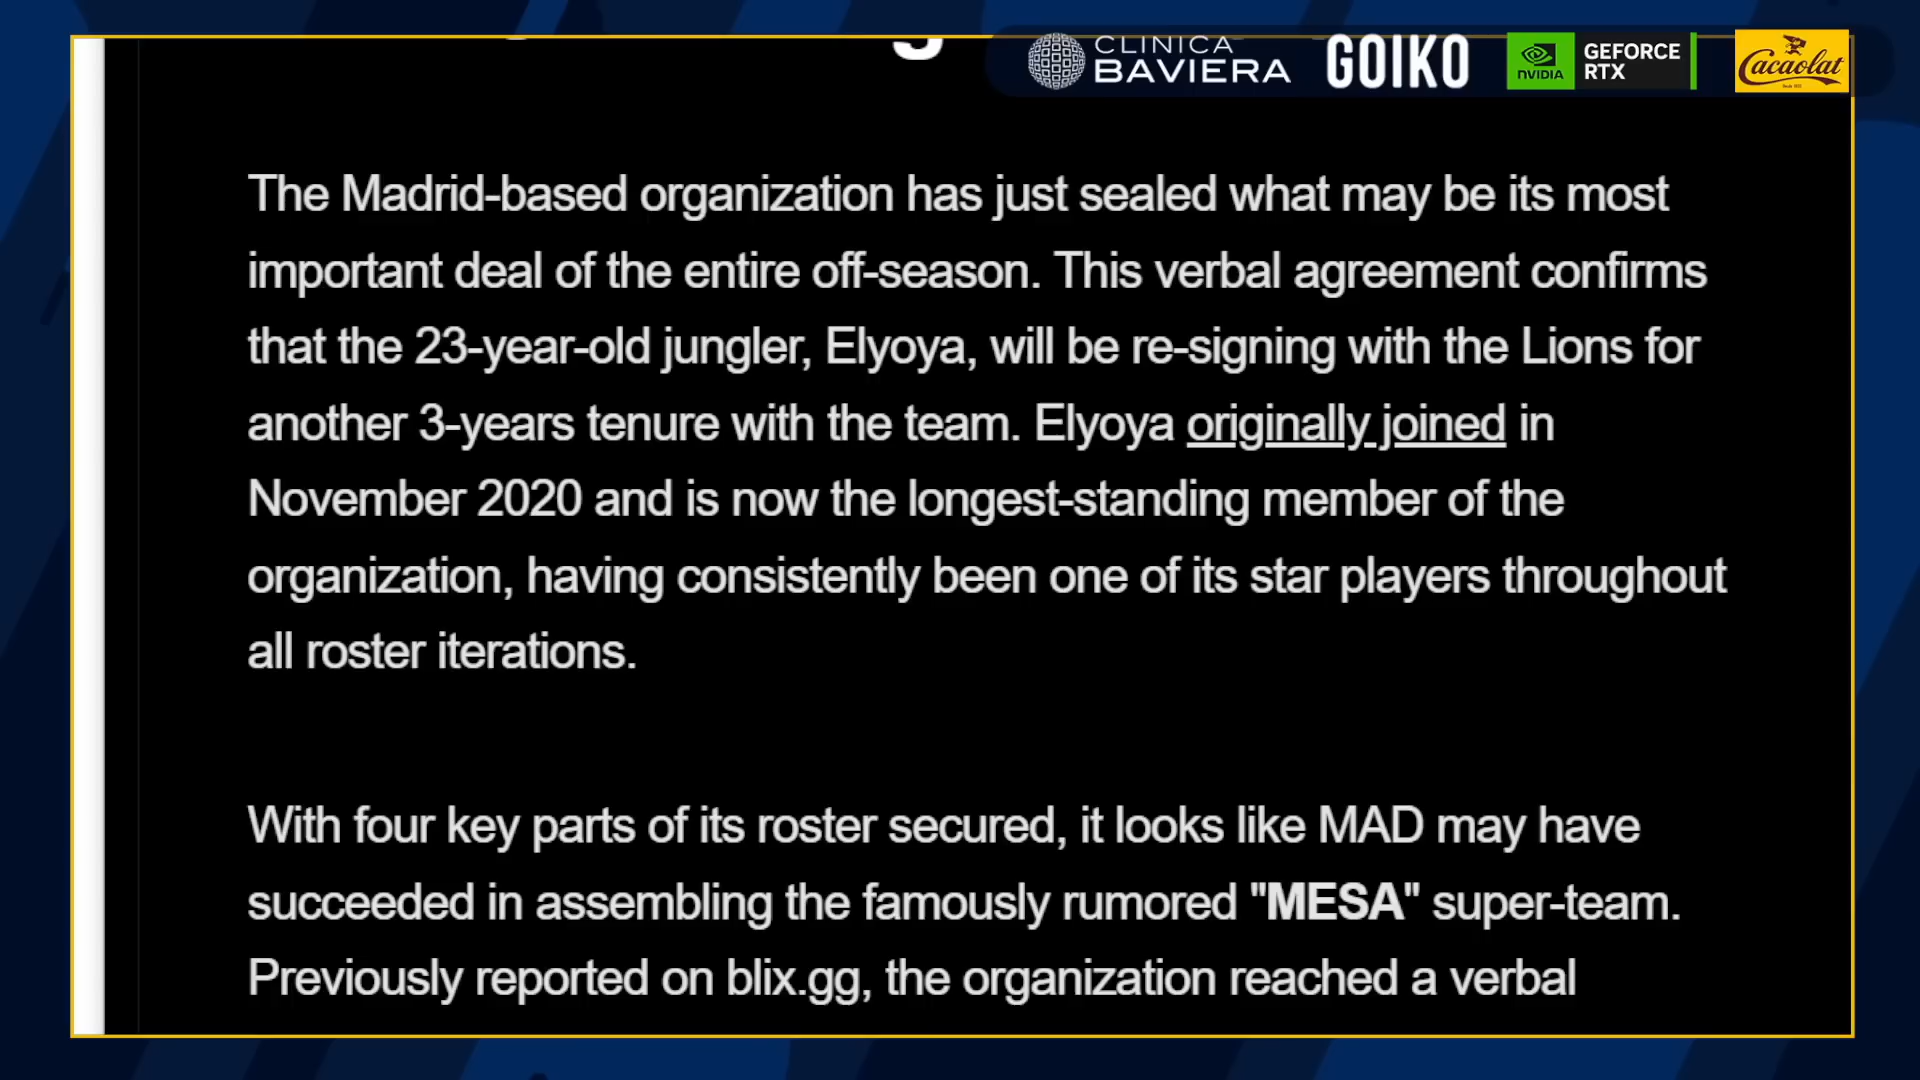 CLINICA
BAVIERA
GOIKO
NVIDIA
GEFORCE
RTX
Cacaolat
The Madrid-based organization has just sealed what may be its most
important deal of the entire off-season. This verbal agreement confirms
that the 23-year-old jungler, Elyoya, will be re-signing with the Lions for
another 3-years tenure with the team. Elyoya originally joined in
November 2020 and is now the longest-standing member of the
organization, having consistently been one of its star players throughout
all roster iterations.
With four key parts of its roster secured, it looks like MAD may have
succeeded in assembling the famously rumored "MESA" super-team.
Previously reported on blix.gg, the organization reached a verbal